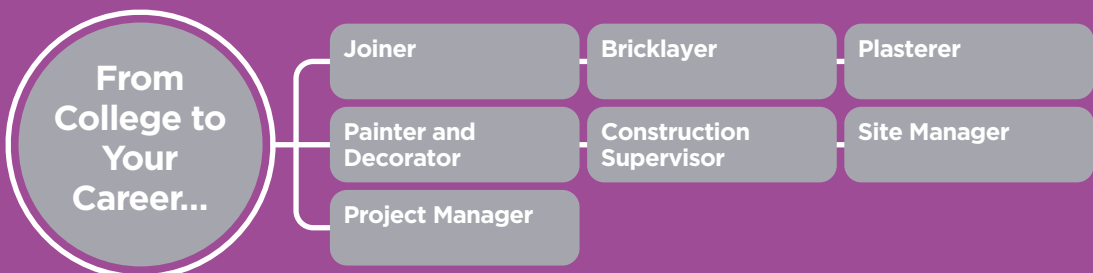 From
College to
Your
Career...
Joiner
Bricklayer
Plasterer
Painter and
Decorator
Construction
Supervisor
Site Manager
Project Manager